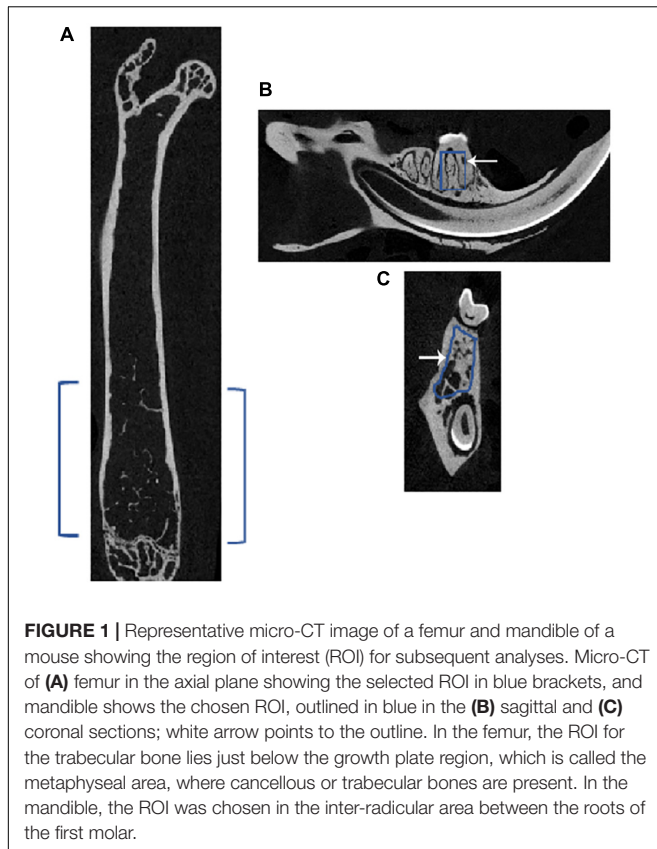 A
B
C
FIGURE 1 | Representative micro-CT image of a femur and mandible of a
mouse showing the region of interest (ROI) for subsequent analyses. Micro-CT
of (A) femur in the axial plane showing the selected ROI in blue brackets, and
mandible shows the chosen ROI, outlined in blue in the (B) sagittal and (C)
coronal sections; white arrow points to the outline. In the femur, the ROI for
the trabecular bone lies just below the growth plate region, which is called the
metaphyseal area, where cancellous or trabecular bones are present. In the
mandible, the ROI was chosen in the inter-radicular area between the roots of
the first molar.